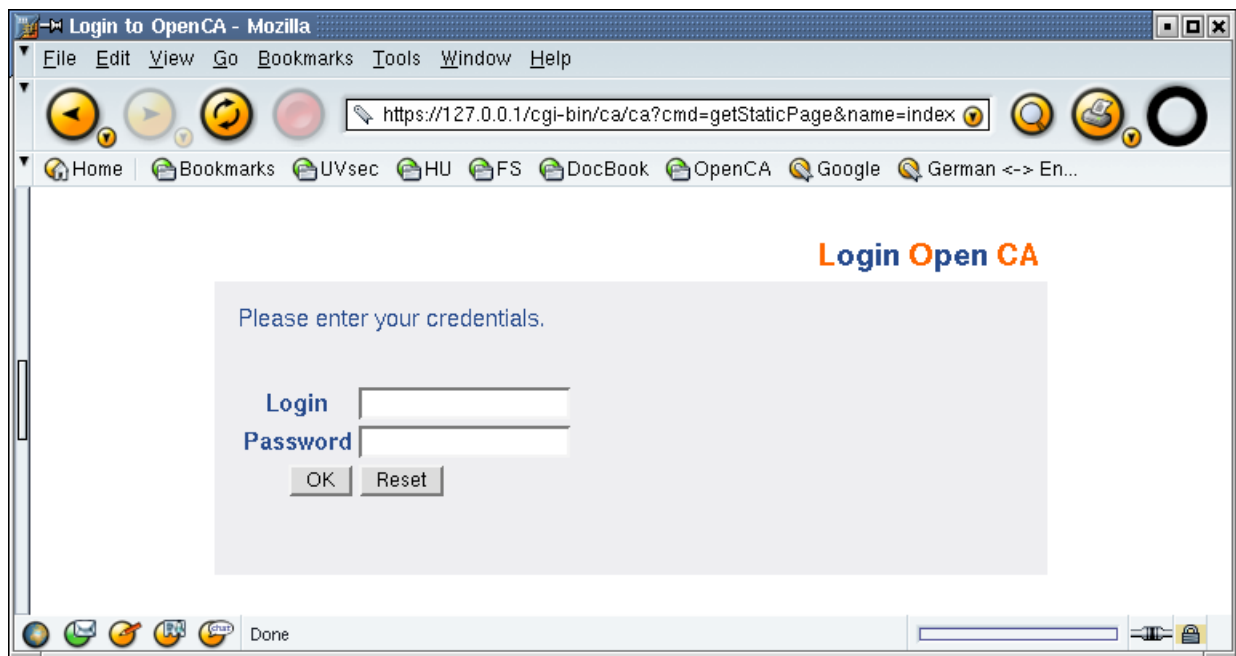 Login to OpenCA - Mozilla
File Edit View Go Bookmarks Tools Window Help
https://127.0.0.1/cgi-bin/ca/ca?cmd=getStaticPage&name=index
Home Bookmarks UVsec HU FS DocBook OpenCA Google German <-> En...
Login Open CA
Please enter your credentials.
Login
Password
OK Reset
Done